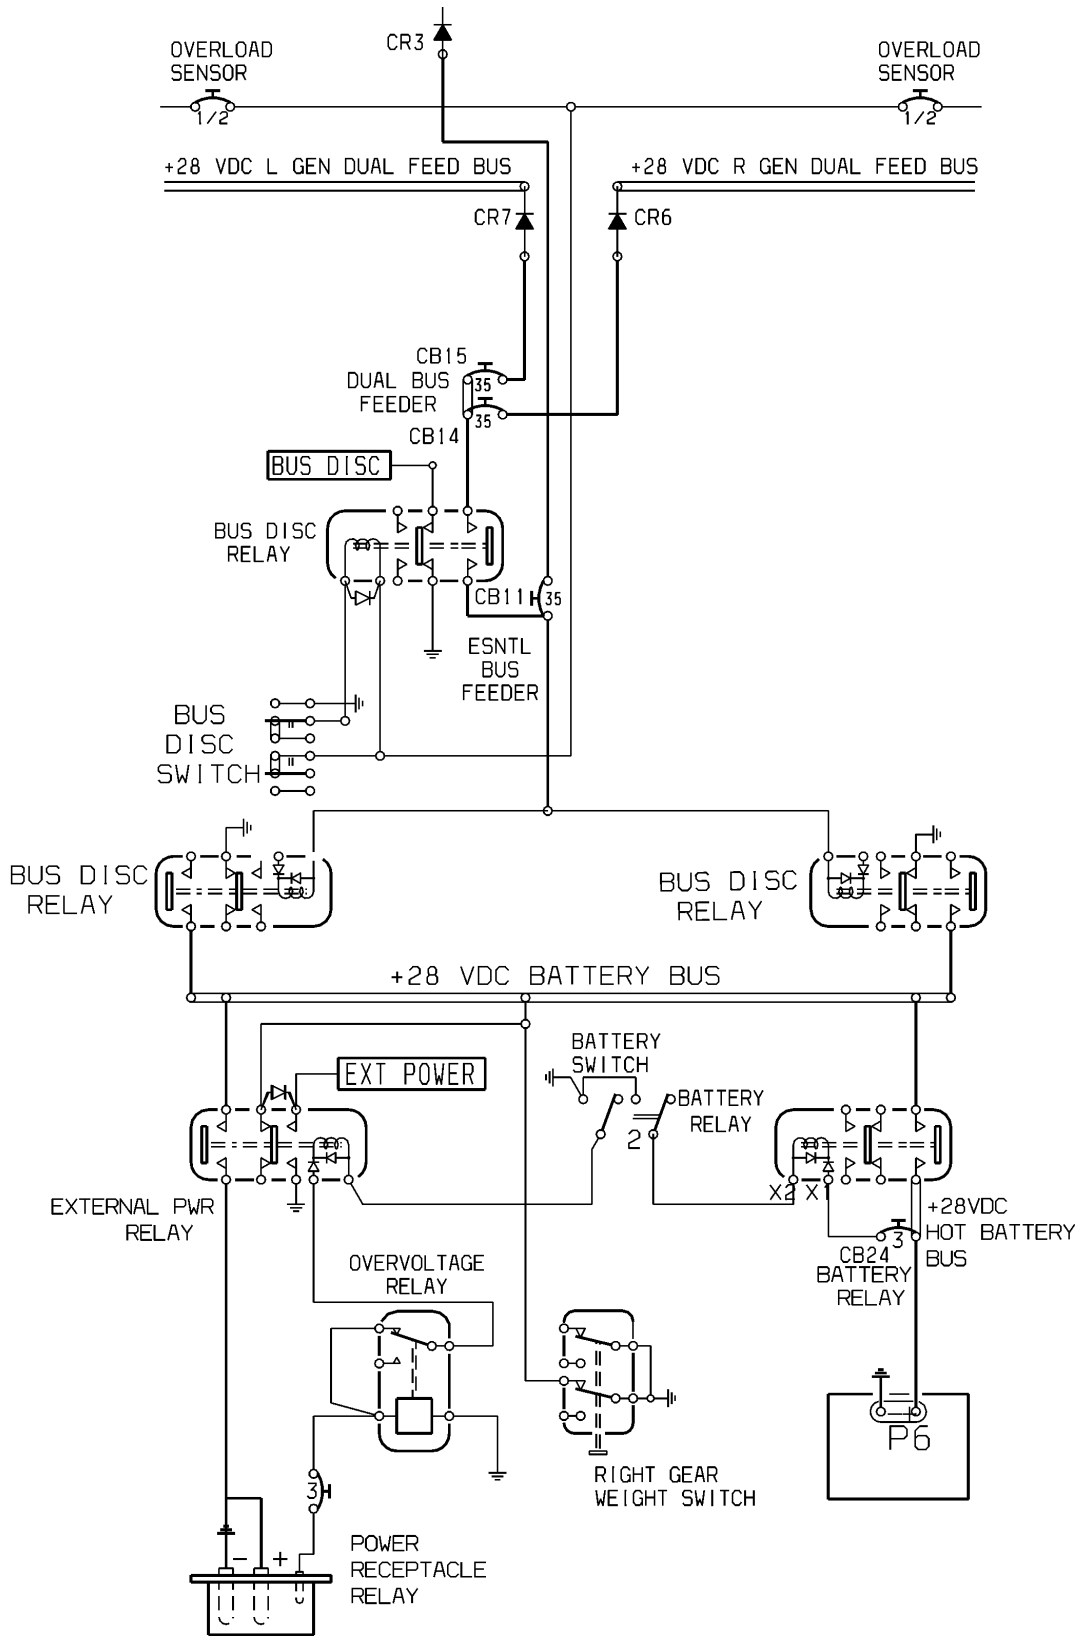 CR3
OVERLOAD
SENSOR
1/2
OVERLOAD
SENSOR
1/2
+28 VDC L GEN DUAL FEED BUS
+28 VDC R GEN DUAL FEED BUS
CR7
CR6
CB15
35
DUAL BUS
FEEDER
35
CB14
BUS DISC
BUS DISC
RELAY
CB11
35
ESNTL
BUS
FEEDER
BUS
DISC
SWITCH
BUS DISC
RELAY
BUS DISC
RELAY
+28 VDC BATTERY BUS
BATTERY
SWITCH
EXT POWER
BATTERY
RELAY
2
X2 X1
EXTERNAL PWR
RELAY
+28VDC
HOT BATTERY
BUS
3
CB24
BATTERY
RELAY
OVERVOLTAGE
RELAY
P6
- +
RIGHT GEAR
WEIGHT SWITCH
3
POWER
RECEPTACLE
RELAY
- +